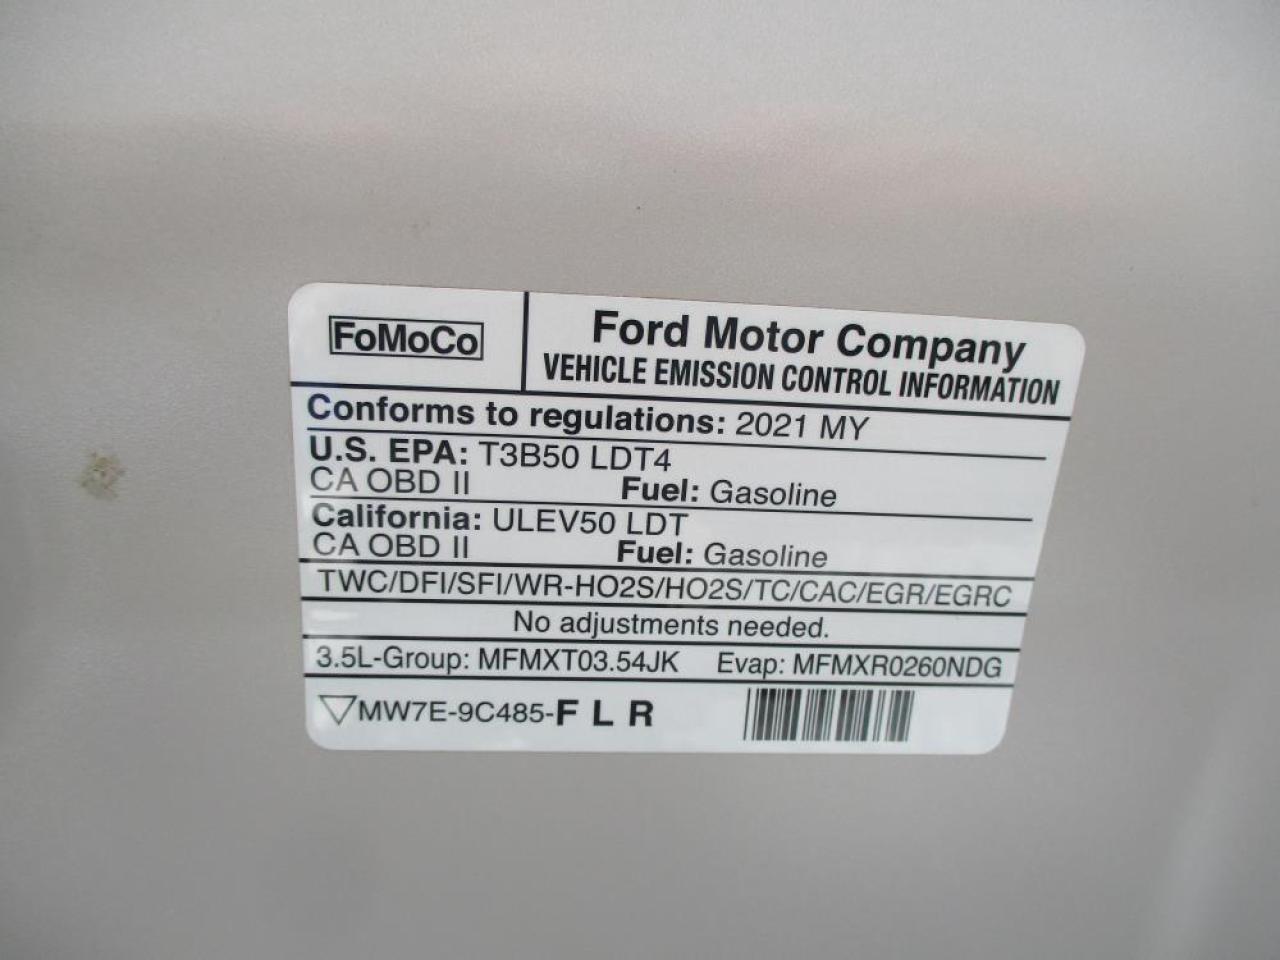 FoMoCo
Ford Motor Company
VEHICLE EMISSION CONTROL INFORMATION
Conforms to regulations: 2021 MY
U.S. EPA: T3B50 LDT4
CA OBD II Fuel: Gasoline
California: ULEV50 LDT
CA OBD II Fuel: Gasoline
TWC/DFI/SFI/WR-HO2S/HO2S/TC/CAC/EGR/EGRC
No adjustments needed.
3.5L-Group: MFMXT03.54JK Evap: MFMXR0260NDG
MW7E-9C485-F L R